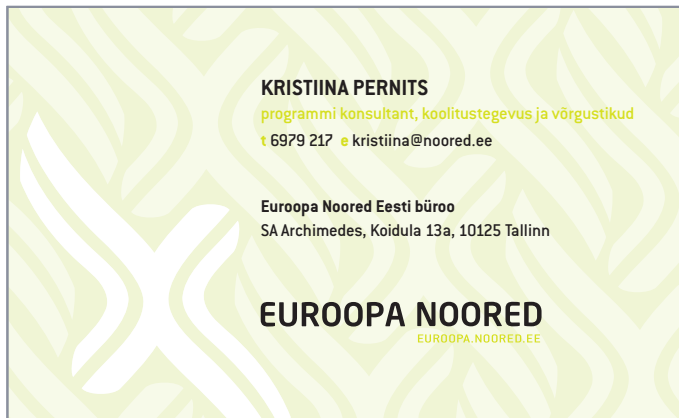 KRISTIINA PERNITS
programmi konsultant, koolitustegevus ja võrgustikud
t 6979 217 e kristiina@noored.ee
Euroopa Noored Eesti büroo
SA Archimedes, Koidula 13a, 10125 Tallinn
EUROOPA NOORED
EUROOPA.NOORED.EE